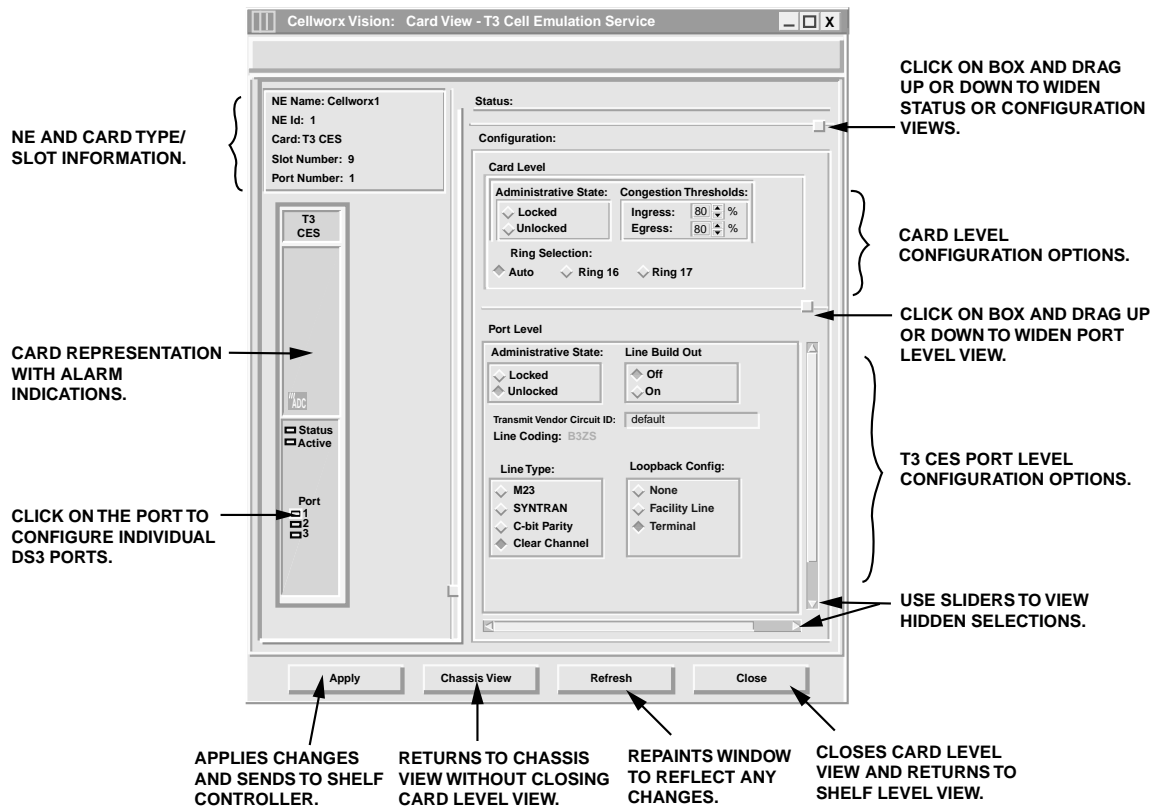 Cellworx Vision: Card View - T3 Cell Emulation Service
X
NE AND CARD TYPE/
SLOT INFORMATION.
NE Name: Cellworx1
NE Id: 1
Card: T3 CES
Slot Number: 9
Port Number: 1
T3
CES
ADC
Status
Active
Port
1
2
3
CARD REPRESENTATION
WITH ALARM
INDICATIONS.
CLICK ON THE PORT TO
CONFIGURE INDIVIDUAL
DS3 PORTS.
Status:
Configuration:
Card Level
Administrative State:
Locked
Unlocked
Congestion Thresholds:
Ingress: 80 %
Egress: 80 %
Ring Selection:
Auto Ring 16 Ring 17
Port Level
Administrative State:
Locked
Unlocked
Line Build Out
Off
On
Transmit Vendor Circuit ID: default
Line Coding: B3ZS
Line Type:
M23
SYNTRAN
C-bit Parity
Clear Channel
Loopback Config:
None
Facility Line
Terminal
CLICK ON BOX AND DRAG
UP OR DOWN TO WIDEN
STATUS OR CONFIGURATION
VIEWS.
CARD LEVEL
CONFIGURATION OPTIONS.
CLICK ON BOX AND DRAG UP
OR DOWN TO WIDEN PORT
LEVEL VIEW.
T3 CES PORT LEVEL
CONFIGURATION OPTIONS.
USE SLIDERS TO VIEW
HIDDEN SELECTIONS.
Apply
Chassis View
Refresh
Close
APPLIES CHANGES
AND SENDS TO SHELF
CONTROLLER.
RETURNS TO CHASSIS
VIEW WITHOUT CLOSING
CARD LEVEL VIEW.
REPAINTS WINDOW
TO REFLECT ANY
CHANGES.
CLOSES CARD LEVEL
VIEW AND RETURNS TO
SHELF LEVEL VIEW.